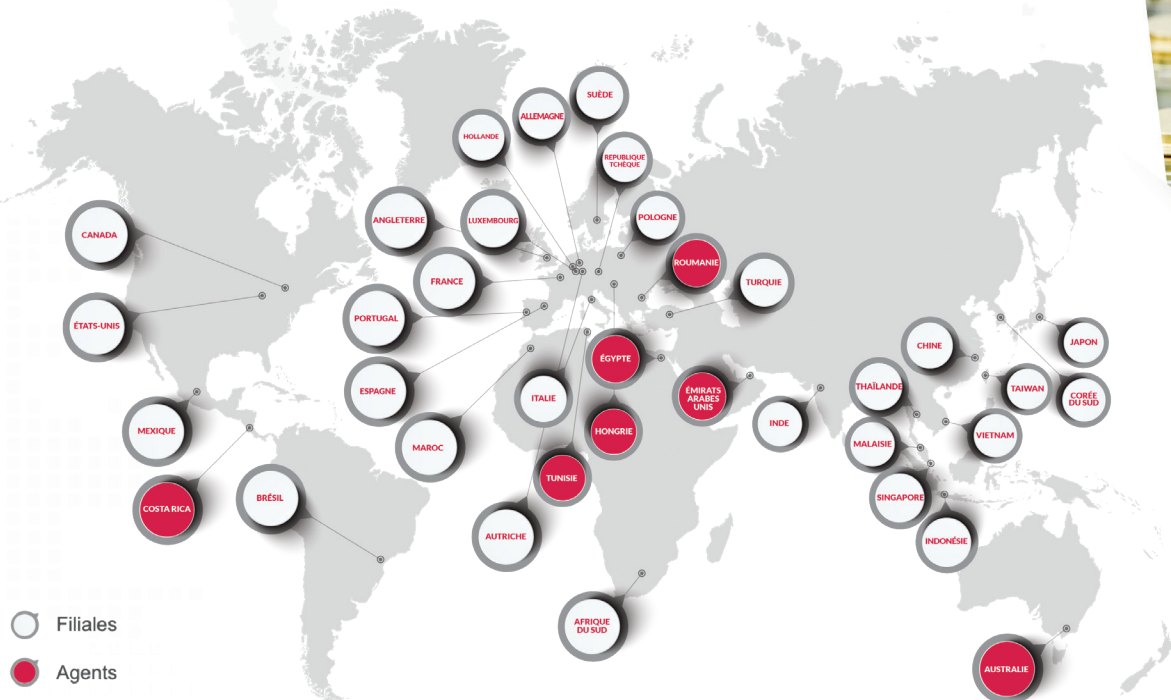 SUÈDE
ALLEMAGNE
HOLLANDE
RÉPUBLIQUE
TCHÈQUE
ANGLETERRE
LUXEMBOURG
POLOGNE
CANADA
ROUMANIE
FRANCE
TURQUIE
PORTUGAL
ÉTATS-UNIS
CHINE
JAPON
ÉGYPTE
THAÏLANDE
TAIWAN
CORÉE
DU SUD
ESPAGNE
ITALIE
ÉMIRATS
ARABES
UNIS
INDE
MEXIQUE
HONGRIE
VIETNAM
MAROC
MALAISIE
TUNISIE
BRÉSIL
SINGAPORE
COSTA RICA
AUTRICHE
INDONÉSIE
AFRIQUE
DU SUD
AUSTRALIE
Filiales
Agents